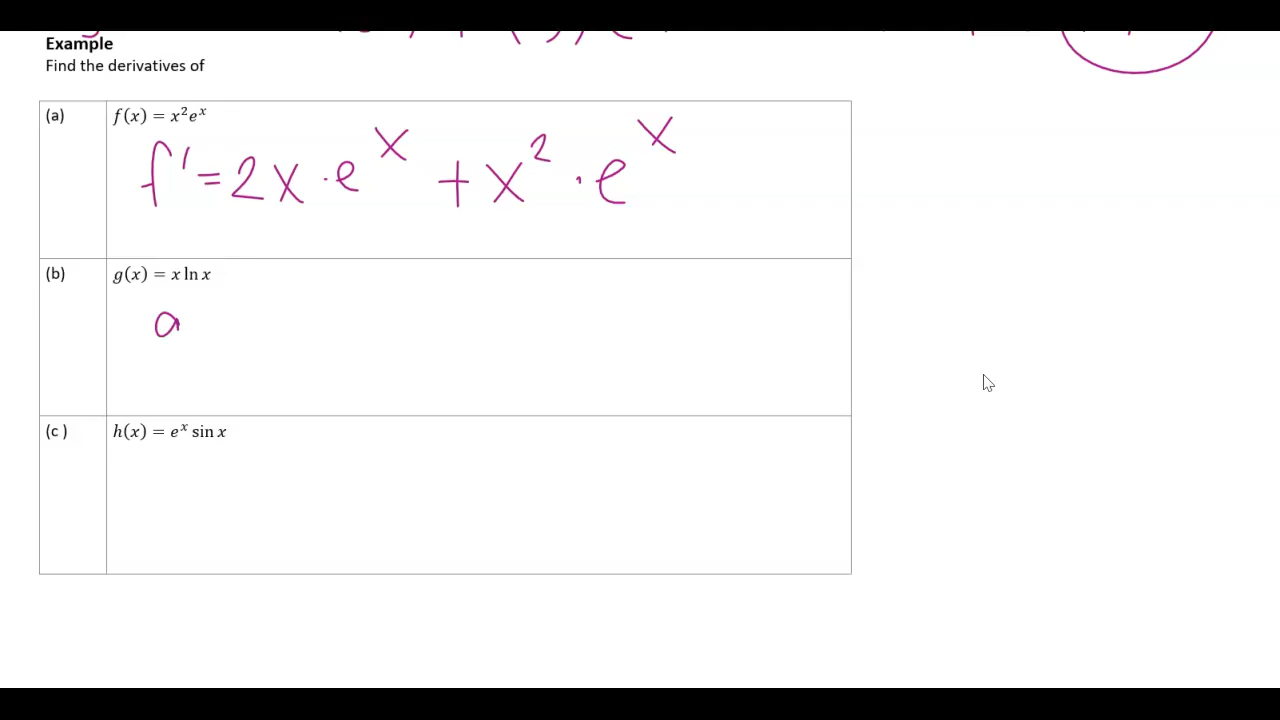 Example
Find the derivatives of
(a) f(x) = x²eˣ
f' = 2x · eˣ + x² · eˣ
(b) g(x) = x ln x
(c ) h(x) = eˣ sin x